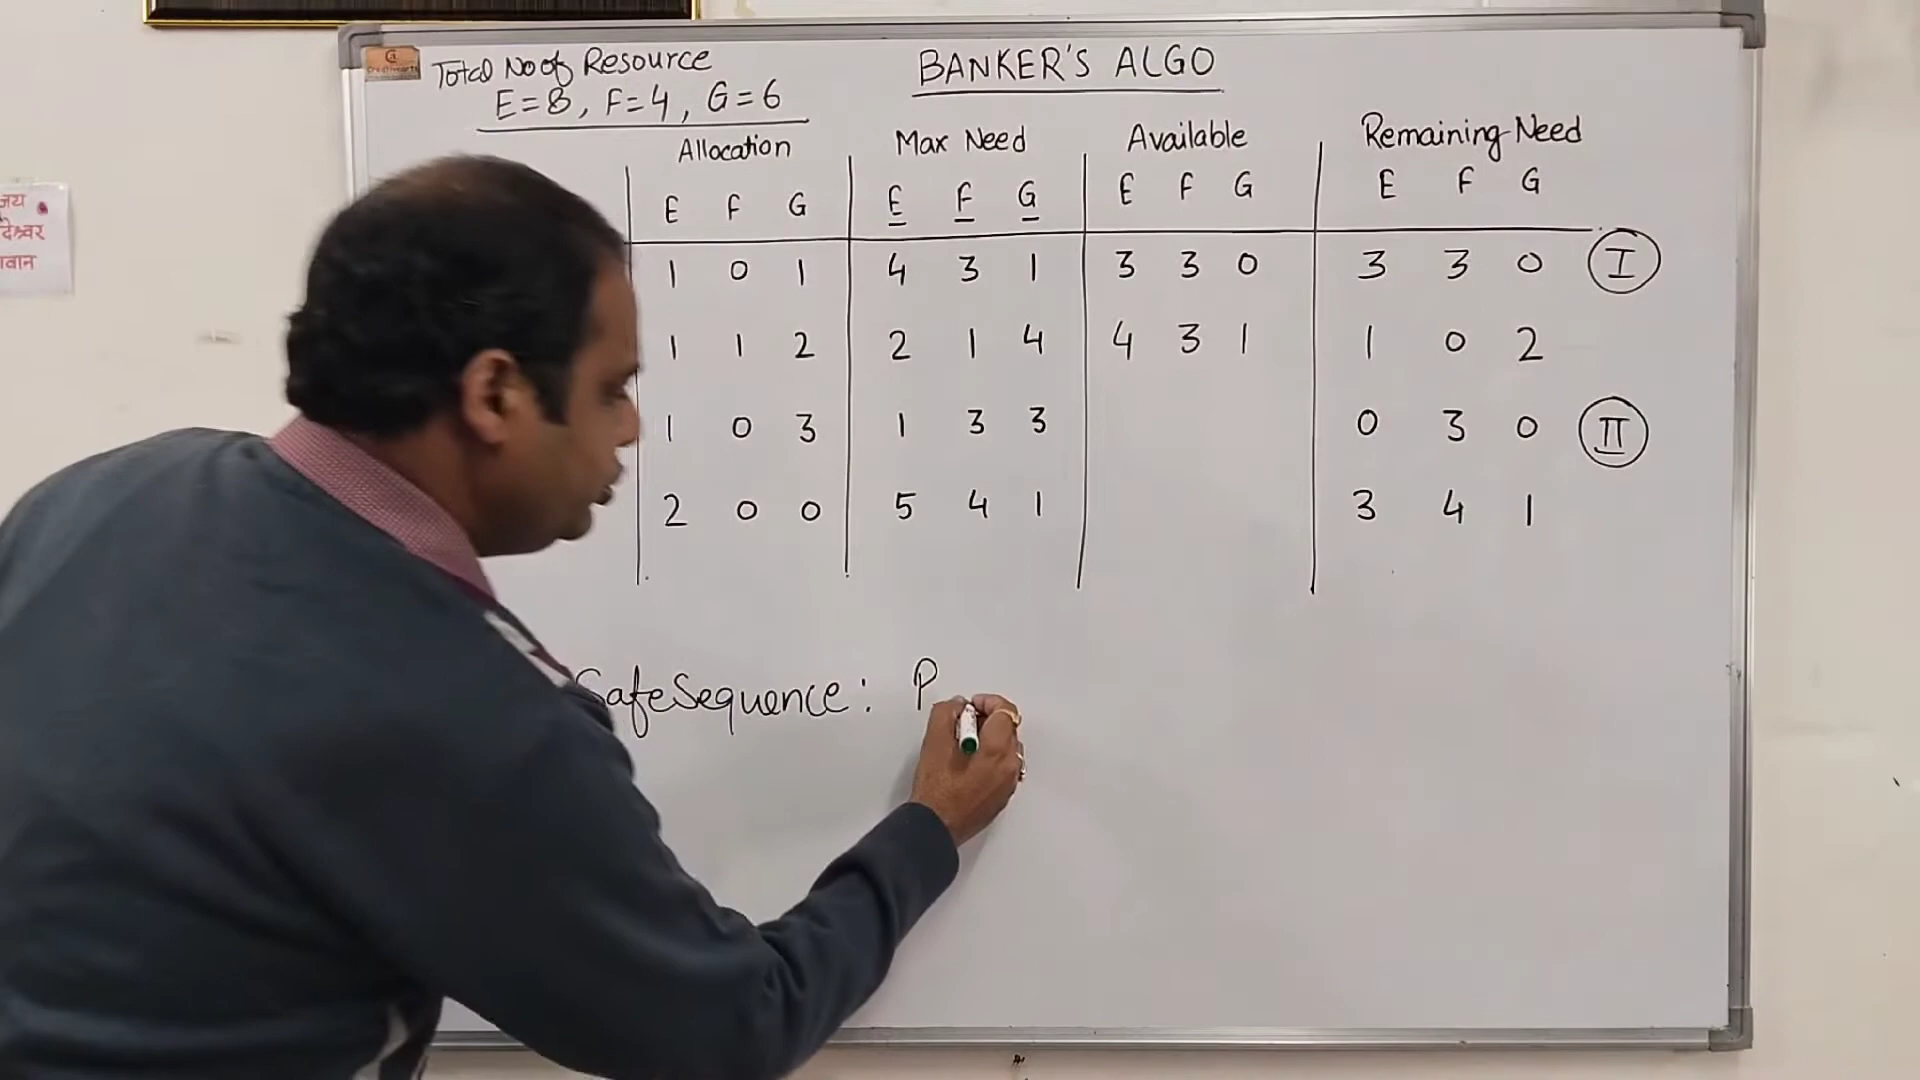 Total No of Resource
E=8, F=4, G=6
BANKER'S ALGO
Allocation Max Need Available Remaining Need
E F G E F G E F G E F G
1 0 1 4 3 1 3 3 0 3 3 0 I
1 1 2 2 1 4 4 3 1 1 0 2
1 0 3 1 3 3 0 3 0 II
2 0 0 5 4 1 3 4 1
SafeSequence: P
जय